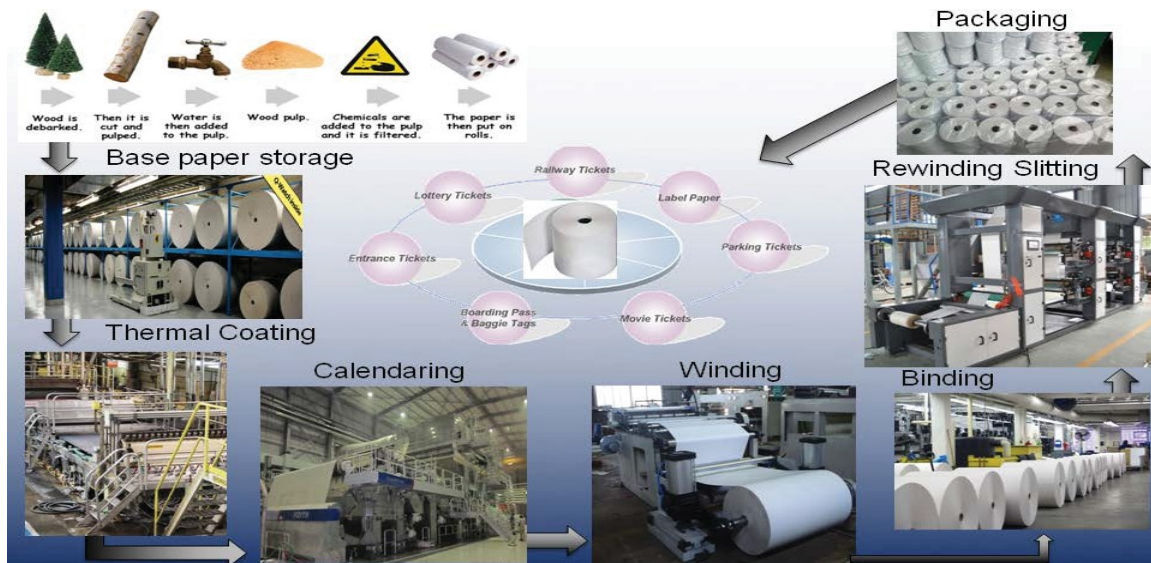 Packaging
Wood is
debarked.
Then it is
cut and
pulped.
Water is
then added
to the pulp.
Wood pulp.
Chemicals are
added to the pulp
and it is filtered.
The paper is
then put on
rolls.
Base paper storage
Q-Watch Inside
Railway Tickets
Lottery Tickets
Label Paper
Entrance Tickets
Parking Tickets
Boarding Pass
& Baggie Tags
Movie Tickets
Rewinding Slitting
Thermal Coating
Calendaring
Winding
Binding